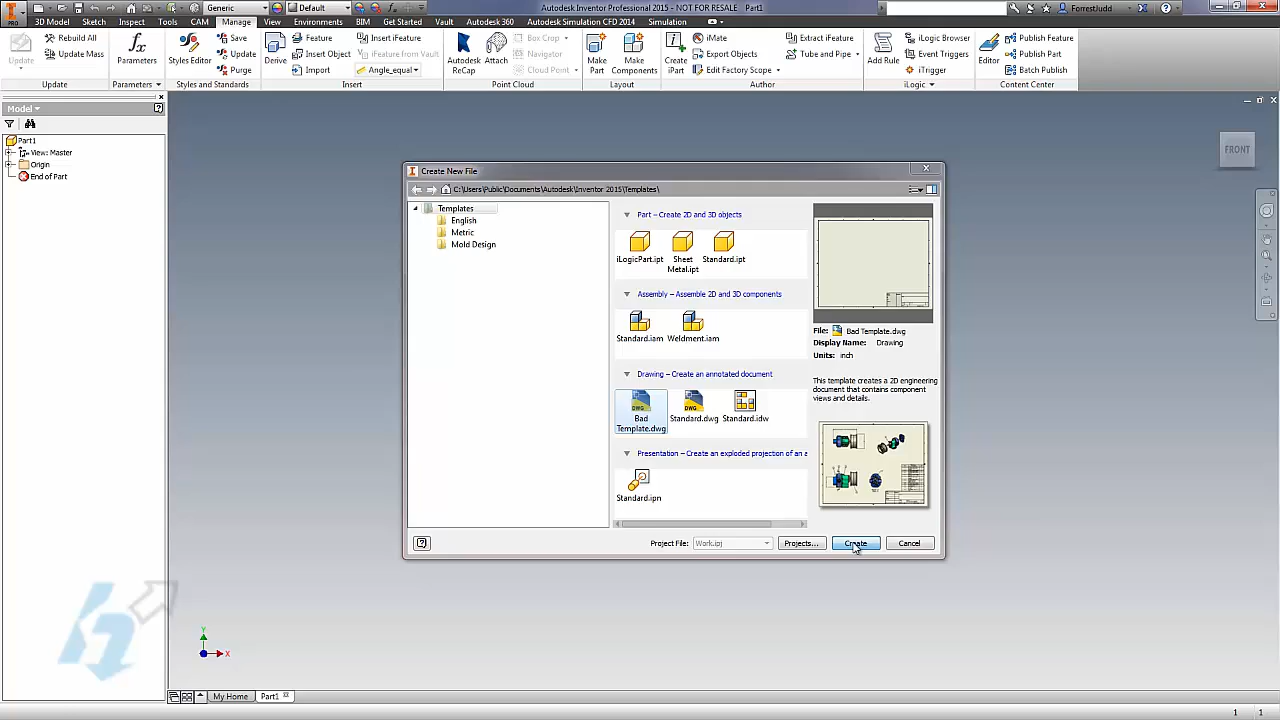 Generic
Default
Autodesk Inventor Professional 2015 - NOT FOR RESALE Part1
ForrestJudd
PRO
3D Model Sketch Inspect Tools CAM Manage View Environments BIM Get Started Vault Autodesk 360 Autodesk Simulation CFD 2014 Simulation
Update
Rebuild All
Update Mass
Update
fx
Parameters
Parameters
Styles Editor
Save
Update
Purge
Styles and Standards
Derive
Feature
Insert Object
Import
Insert iFeature
iFeature from Vault
Angle_equal
Insert
Autodesk
ReCap
Attach
Box Crop
Navigator
Cloud Point
Point Cloud
Make
Part
Make
Components
Layout
Create
iPart
iMate
Export Objects
Edit Factory Scope
Extract iFeature
Tube and Pipe
Author
Add Rule
iLogic Browser
Event Triggers
iTrigger
iLogic
Editor
Publish Feature
Publish Part
Batch Publish
Content Center
Model
Part1
View: Master
Origin
End of Part
FRONT
Create New File
C:\Users\Public\Documents\Autodesk\Inventor 2015\Templates\
Templates
English
Metric
Mold Design
Part – Create 2D and 3D objects
iLogicPart.ipt
Sheet
Metal.ipt
Standard.ipt
Assembly – Assemble 2D and 3D components
Standard.iam
Weldment.iam
Drawing – Create an annotated document
DWG
Bad
Template.dwg
DWG
Standard.dwg
Standard.idw
Presentation – Create an exploded projection of an a
Standard.ipn
File: Bad Template.dwg
Display Name: Drawing
Units: inch
This template creates a 2D engineering
document that contains component
views and details.
Project File: Work.ipj Projects... Create Cancel
Y
X
My Home Part1
1 1